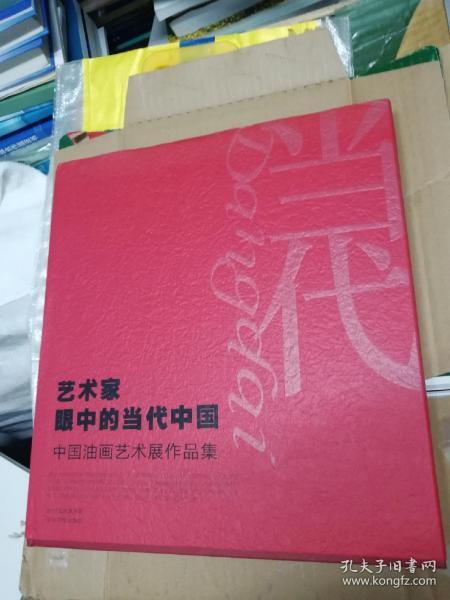 当代
Dangdai
艺术家
眼中的当代中国
中国油画艺术展作品集
孔夫子旧书网
www.kongfz.com